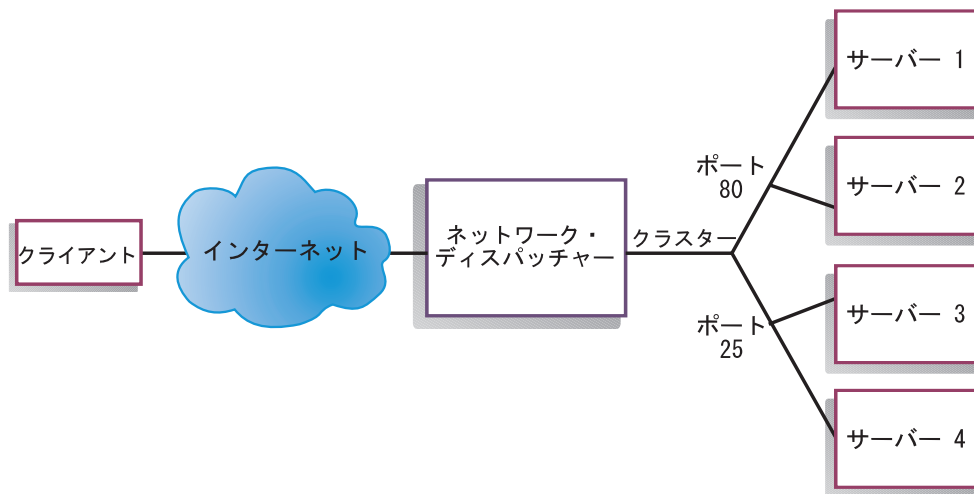 クライアント
インターネット
ネットワーク・
ディスパッチャー
クラスター
ポート
80
ポート
25
サーバー 1
サーバー 2
サーバー 3
サーバー 4